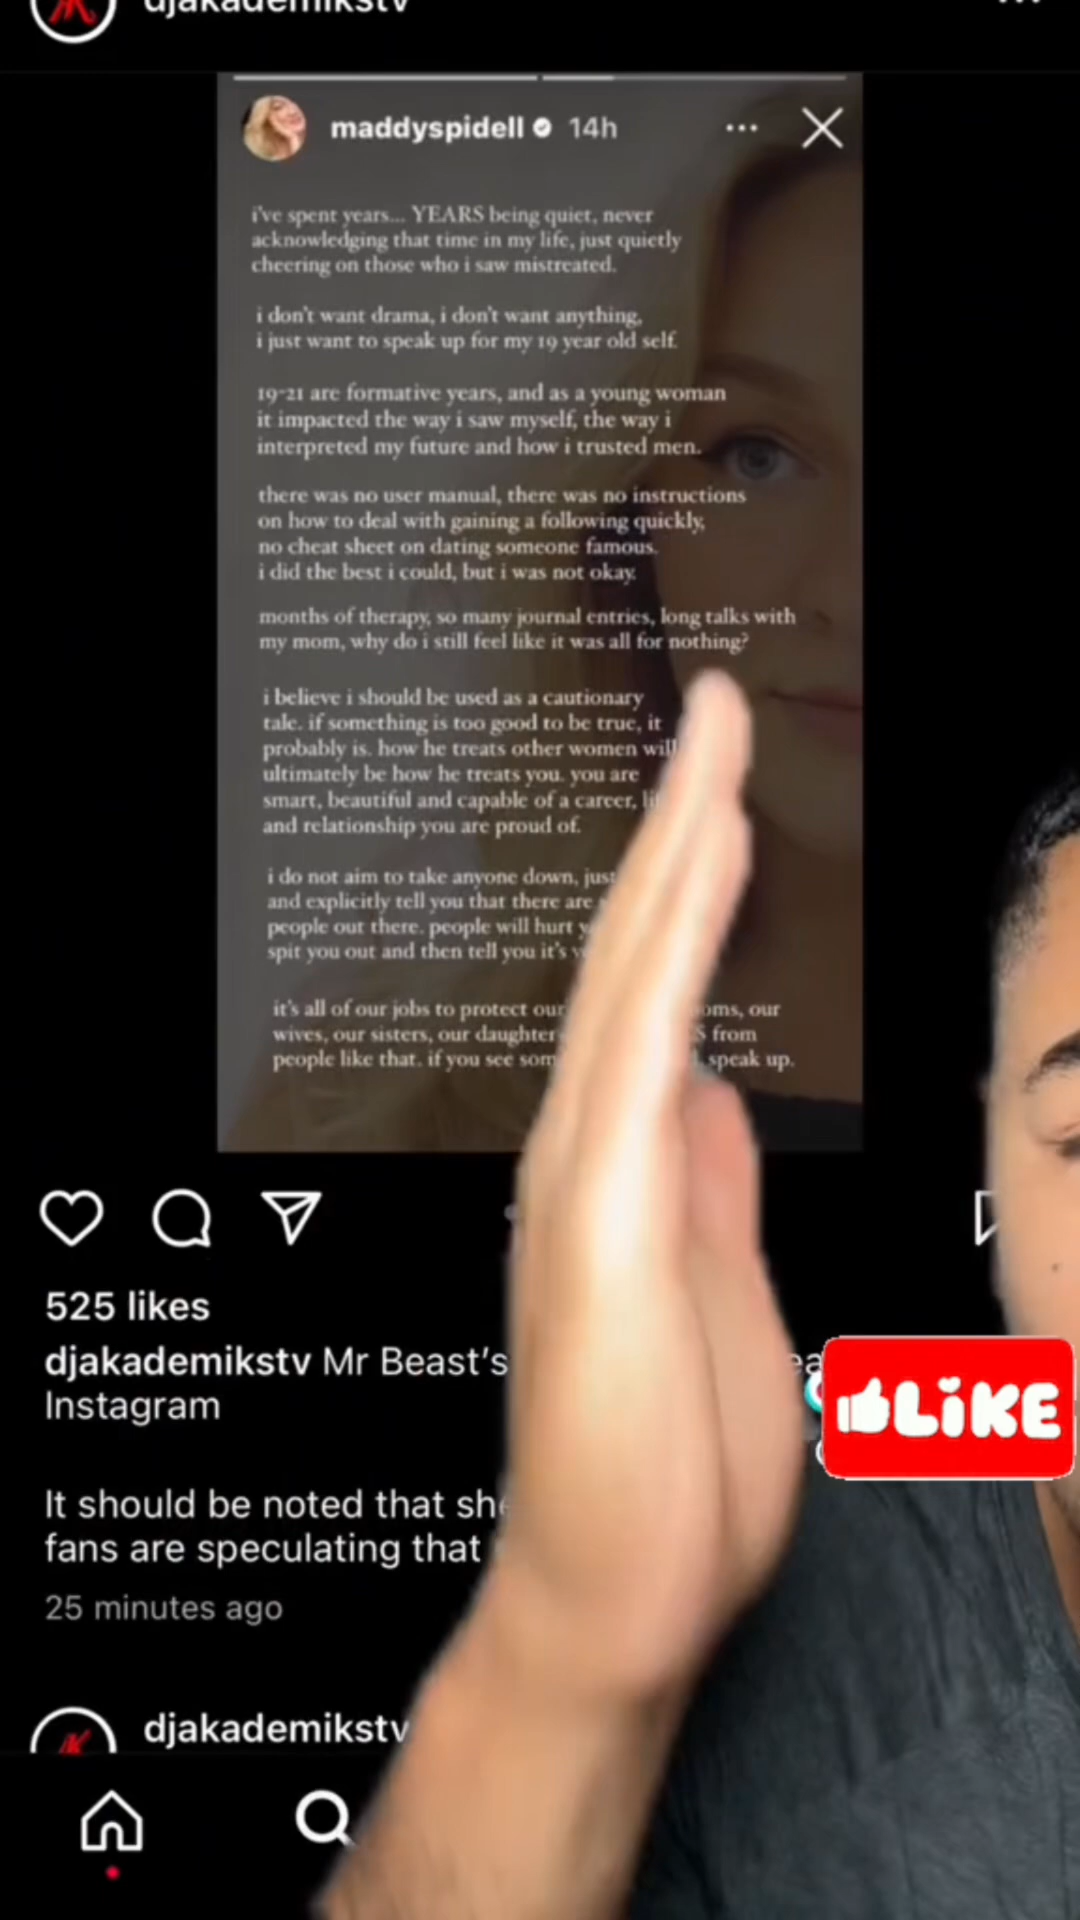 djakademikstv
maddyspidell 14h
i've spent years... YEARS being quiet, never
acknowledging that time in my life, just quietly
cheering on those who i saw mistreated.
i don't want drama, i don't want anything,
i just want to speak up for my 19 year old self.
19-21 are formative years, and as a young woman
it impacted the way i saw myself, the way i
interpreted my future and how i trusted men.
there was no user manual, there was no instructions
on how to deal with gaining a following quickly,
no cheat sheet on dating someone famous.
i did the best i could, but i was not okay.
months of therapy, so many journal entries, long talks with
my mom, why do i still feel like it was all for nothing?
i believe i should be used as a cautionary
tale. if something is too good to be true, it
probably is. how he treats other women will
ultimately be how he treats you. you are
smart, beautiful and capable of a career,
and relationship you are proud of.
i do not aim to take anyone down, just
and explicitly tell you that there are
people out there. people will hurt
spit you out and then tell you it's
it's all of our jobs to protect our our
wives, our sisters, our from
people like that. if you see speak up.
525 likes
djakademikstv Mr Beast's
Instagram
LiKE
It should be noted that
fans are speculating that
25 minutes ago
djakademikstv